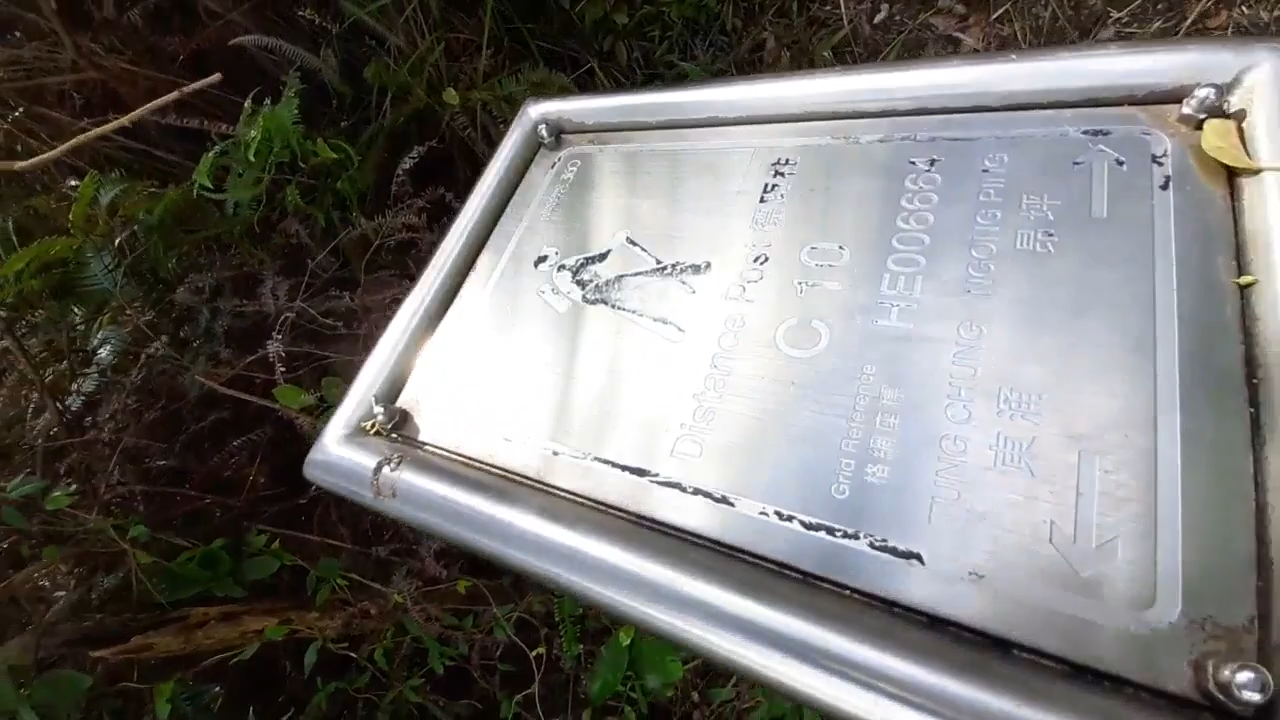 Distance Post 標距柱
C 10
Grid Reference
格網座標
HE006664
TUNG CHUNG NGONG PING
東涌 昂坪